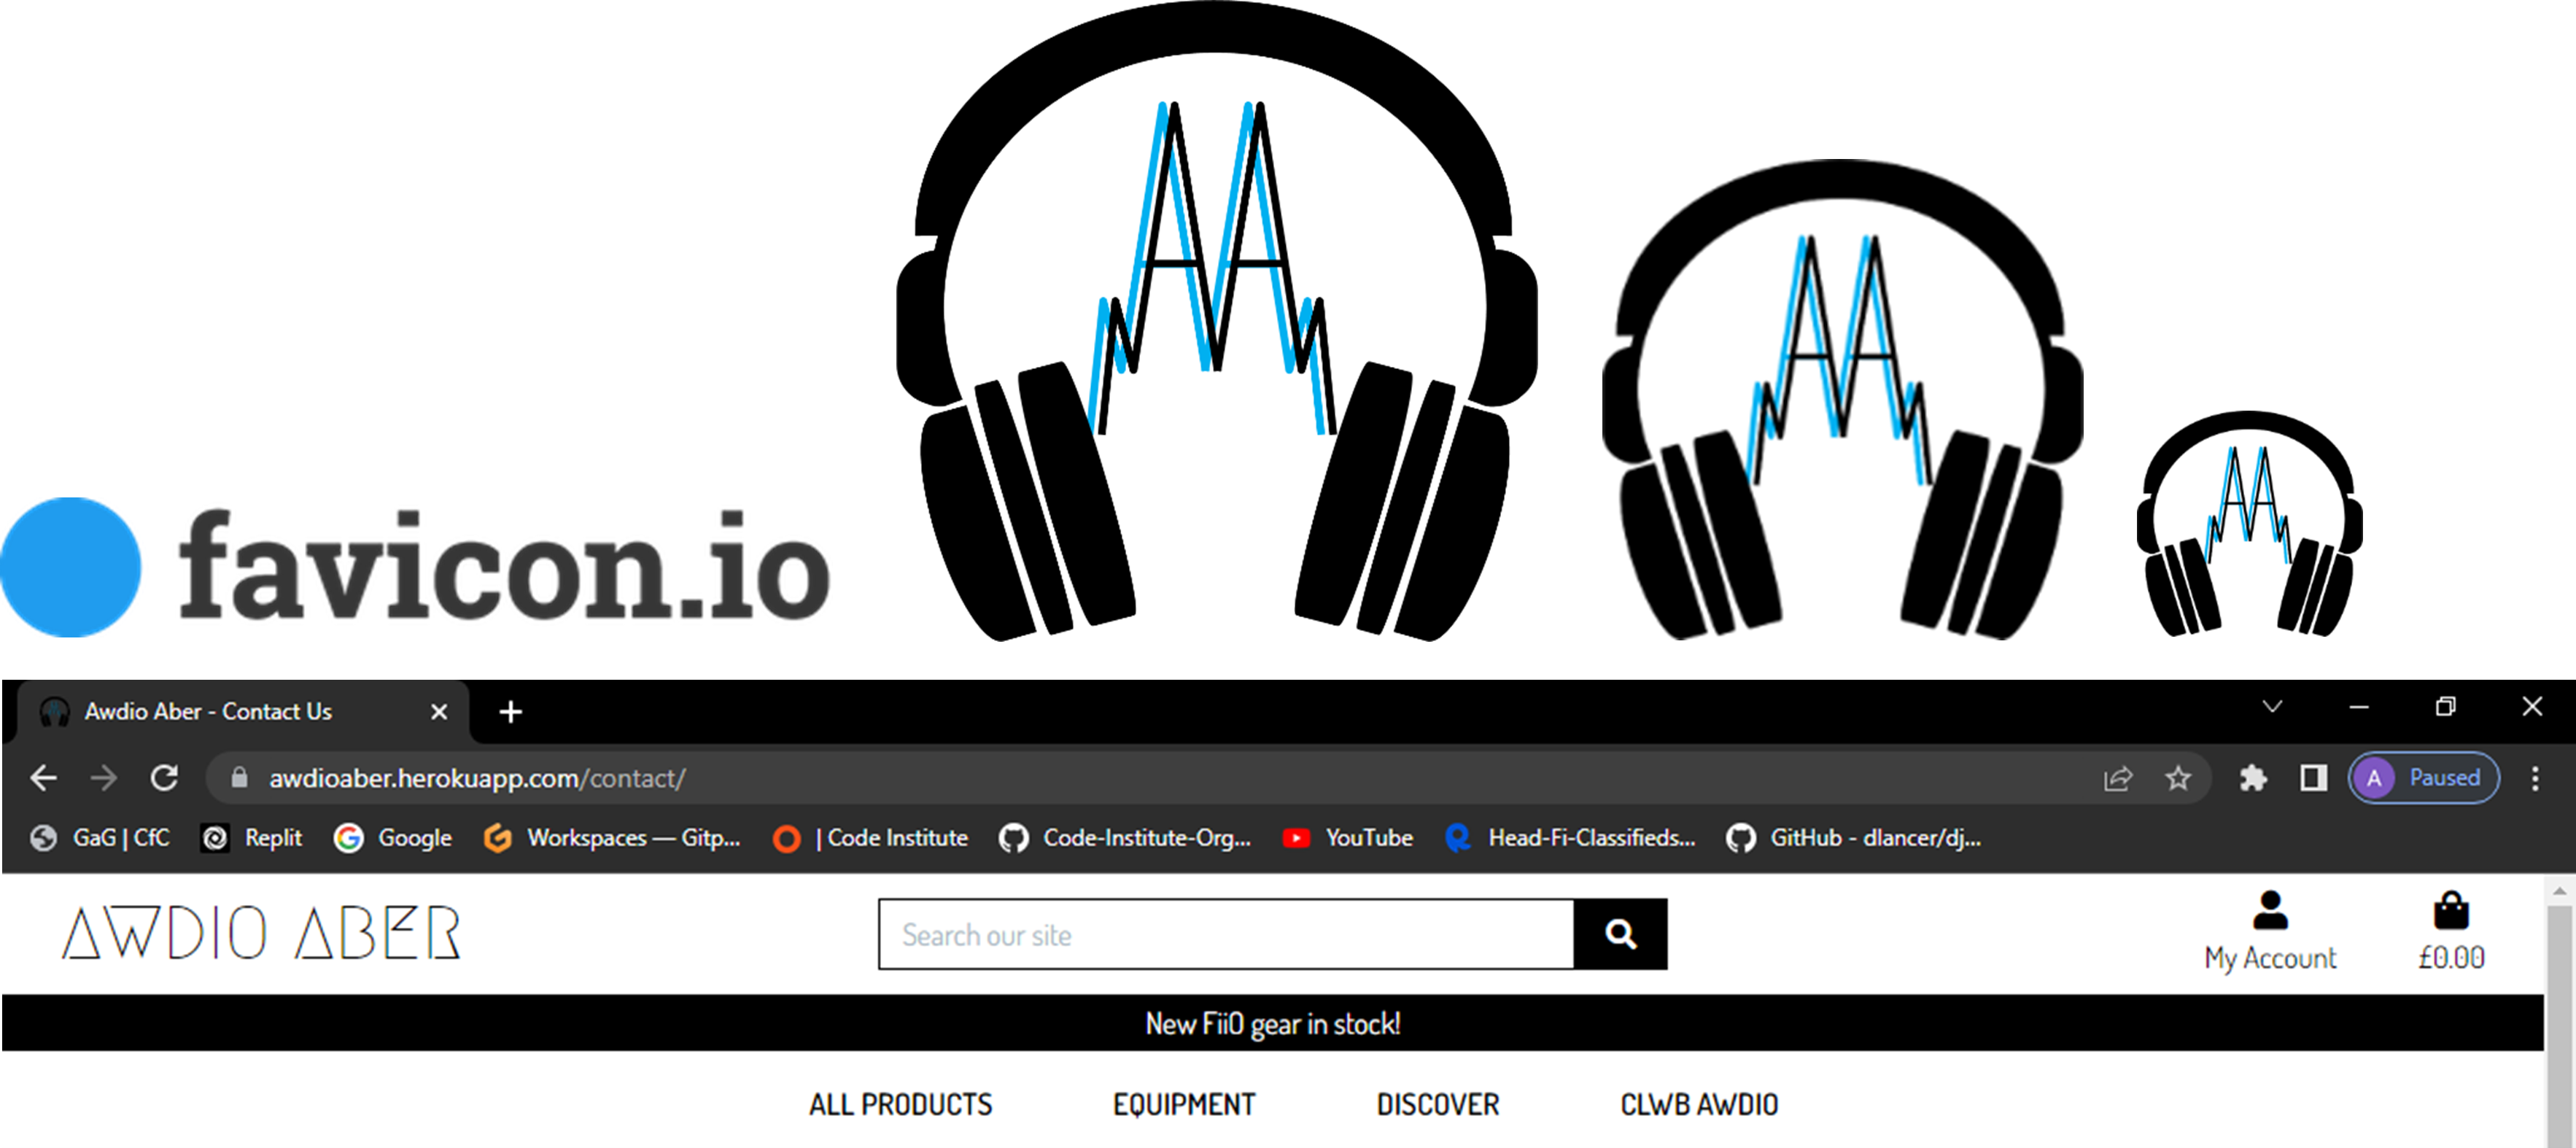 favicon.io
AA
Awdio Aber - Contact Us
awdioaber.herokuapp.com/contact/
A Paused
GaG | CfC Replit Google Workspaces — Gitp... | Code Institute Code-Institute-Org... YouTube Head-Fi-Classifieds... GitHub - dlancer/dj...
AWDIO ABER
Search our site
My Account
£0.00
New FiiO gear in stock!
ALL PRODUCTS EQUIPMENT DISCOVER CLWB AWDIO